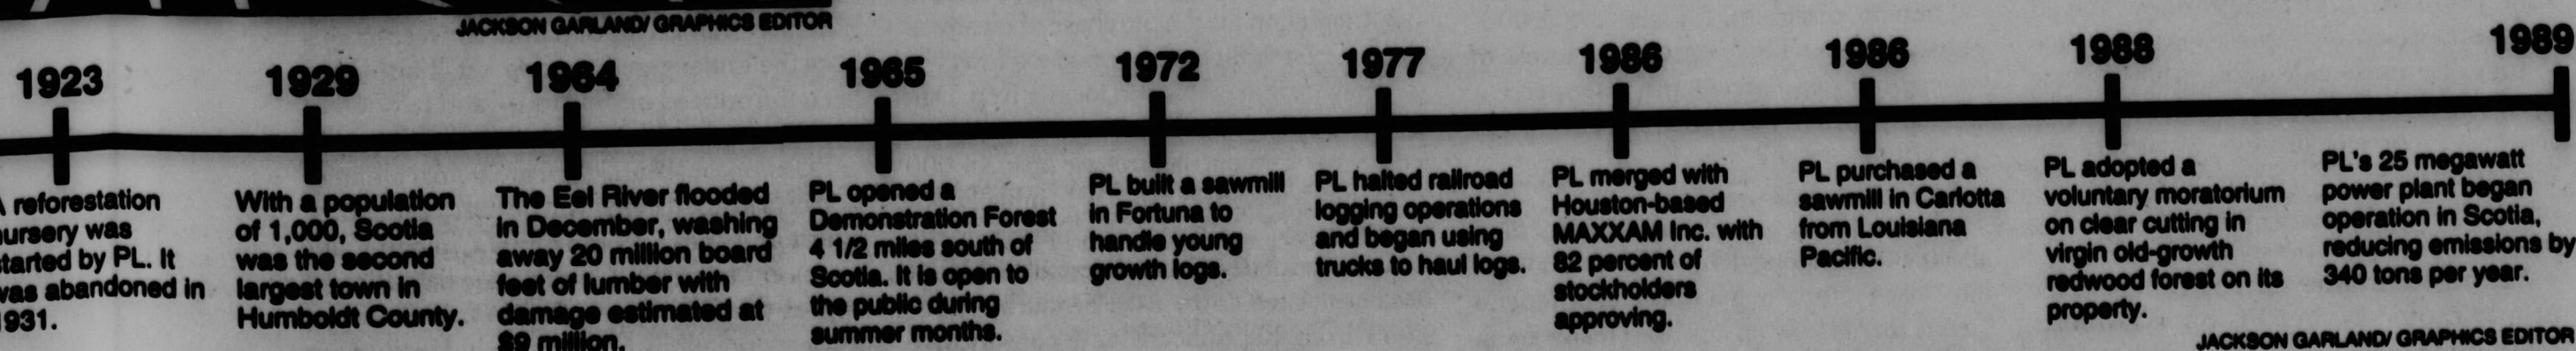 JACKSON GARLAND/ GRAPHICS EDITOR
1923
reforestation
was
by PL. It
abandoned in
1929
With a population
of 1,000, Scotia
was the second
largest town in
Humboldt County.
1964
The Eel River flooded
in December, washing
away 20 million board
feet of lumber with
damage estimated at
$9 million.
1965
PL opened a
Demonstration Forest
4 1/2 miles south of
Scotia. It is open to
the public during
summer months.
1972
PL built a sawmill
in Fortuna to
handle young
growth logs.
1977
PL halted railroad
logging operations
and began using
trucks to haul logs.
1986
PL merged with
Houston-based
MAXXAM Inc. with
82 percent of
stockholders
approving.
1986
PL purchased a
sawmill in Carlotta
from Louisiana
Pacific.
1988
PL adopted a
voluntary moratorium
on clear cutting in
virgin old-growth
redwood forest on its
property.
1989
PL's 25 megawatt
power plant began
operation in Scotia,
reducing emissions by
340 tons per year.
JACKSON GARLAND/ GRAPHICS EDITOR